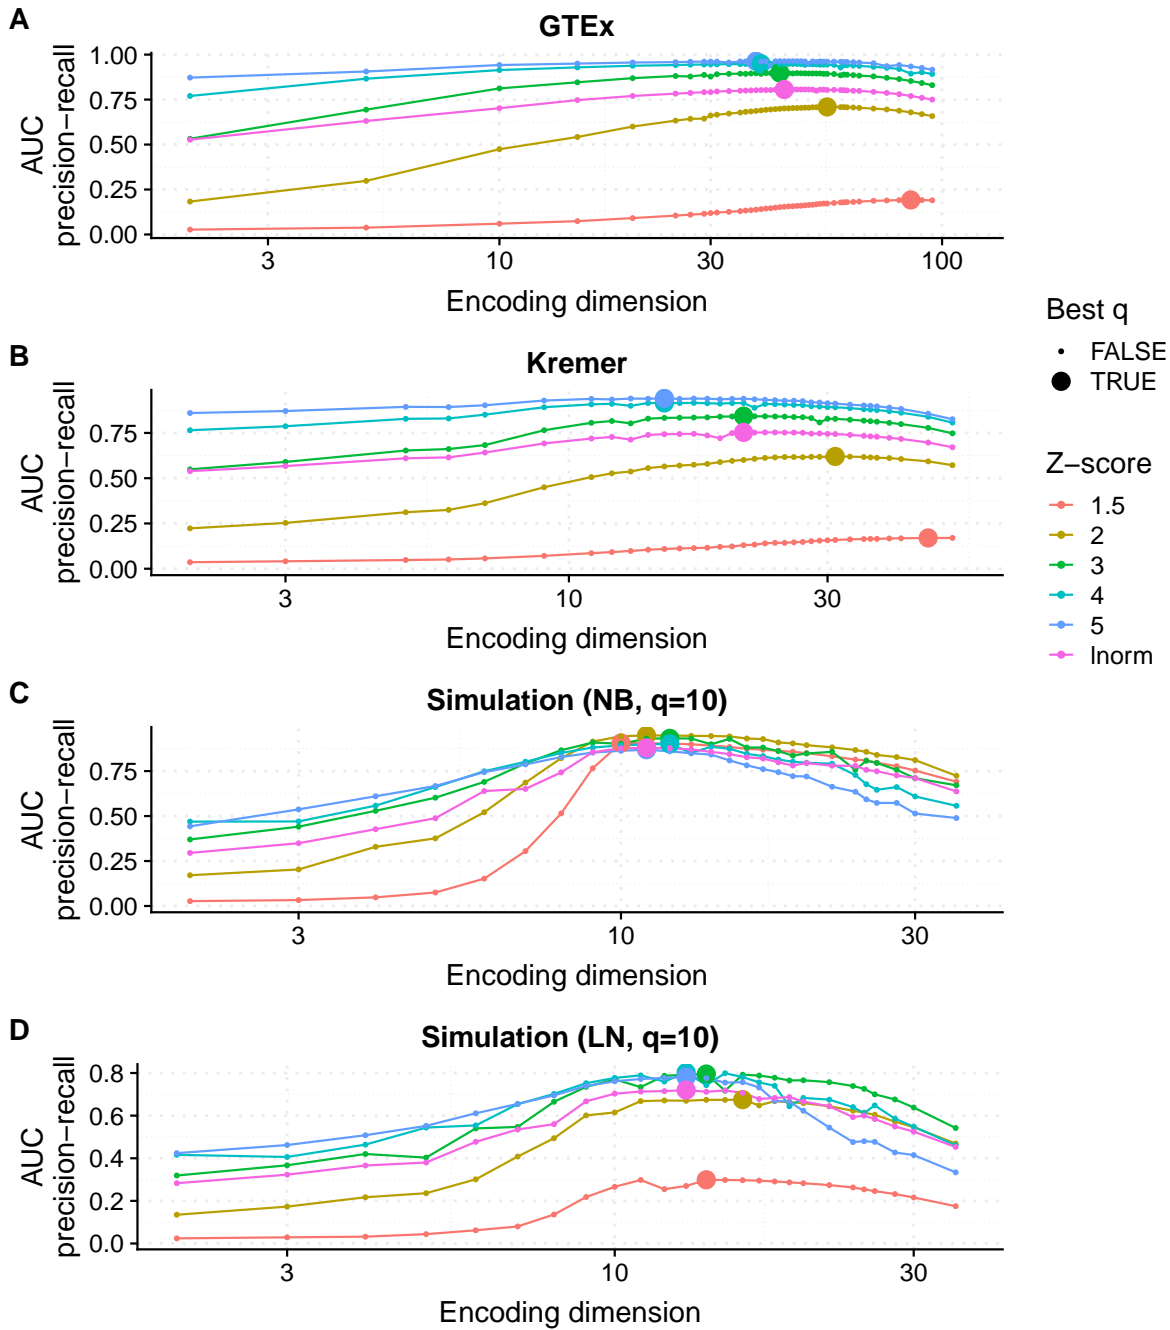 A
GTEx
AUC
precision−recall
1.00
0.75
0.50
0.25
0.00
3
10
30
100
Encoding dimension
B
Kremer
AUC
precision−recall
0.75
0.50
0.25
0.00
3
10
30
Encoding dimension
C
Simulation (NB, q=10)
AUC
precision−recall
0.75
0.50
0.25
0.00
3
10
30
Encoding dimension
D
Simulation (LN, q=10)
AUC
precision−recall
0.8
0.6
0.4
0.2
0.0
3
10
30
Encoding dimension
Best q
FALSE
TRUE
Z−score
1.5
2
3
4
5
lnorm